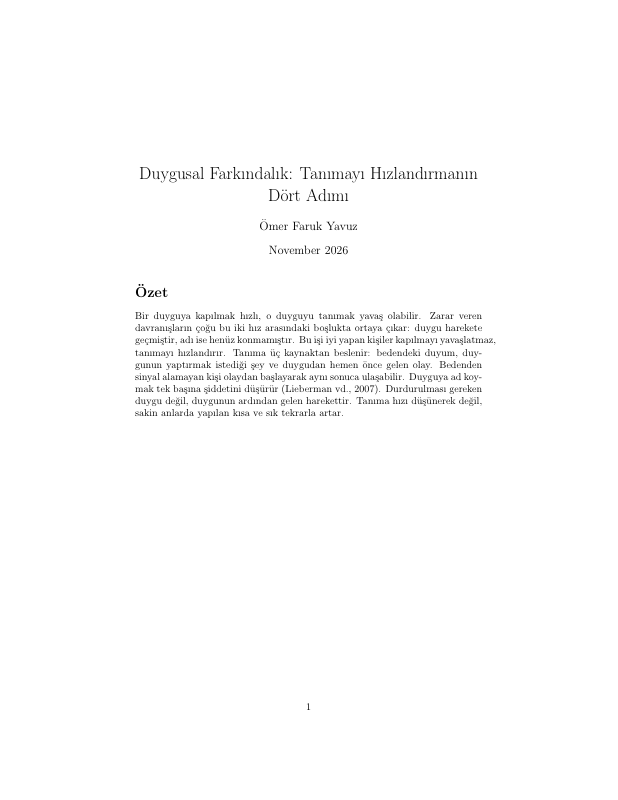 Duygusal Farkındalık: Tanımayı Hızlandırmanın
Dört Adımı
Ömer Faruk Yavuz
November 2026
Özet
Bir duyguya kapılmak hızlı, o duyguyu tanımak yavaş olabilir. Zarar veren
davranışların çoğu bu iki hız arasındaki boşlukta ortaya çıkar: duygu harekete
geçmiştir, adı ise henüz konmamıştır. Bu işi iyi yapan kişiler kapılmayı yavaşlatmaz,
tanımayı hızlandırır. Tanıma üç kaynaktan beslenir: bedendeki duyum, duy-
gunun yaptırmak istediği şey ve duygudan hemen önce gelen olay. Bedenden
sinyal alamayan kişi olaydan başlayarak aynı sonuca ulaşabilir. Duyguya ad koy-
mak tek başına şiddetini düşürür (Lieberman vd., 2007). Durdurulması gereken
duygu değil, duygunun ardından gelen harekettir. Tanıma hızı düşünerek değil,
sakin anlarda yapılan kısa ve sık tekrarla artar.
1